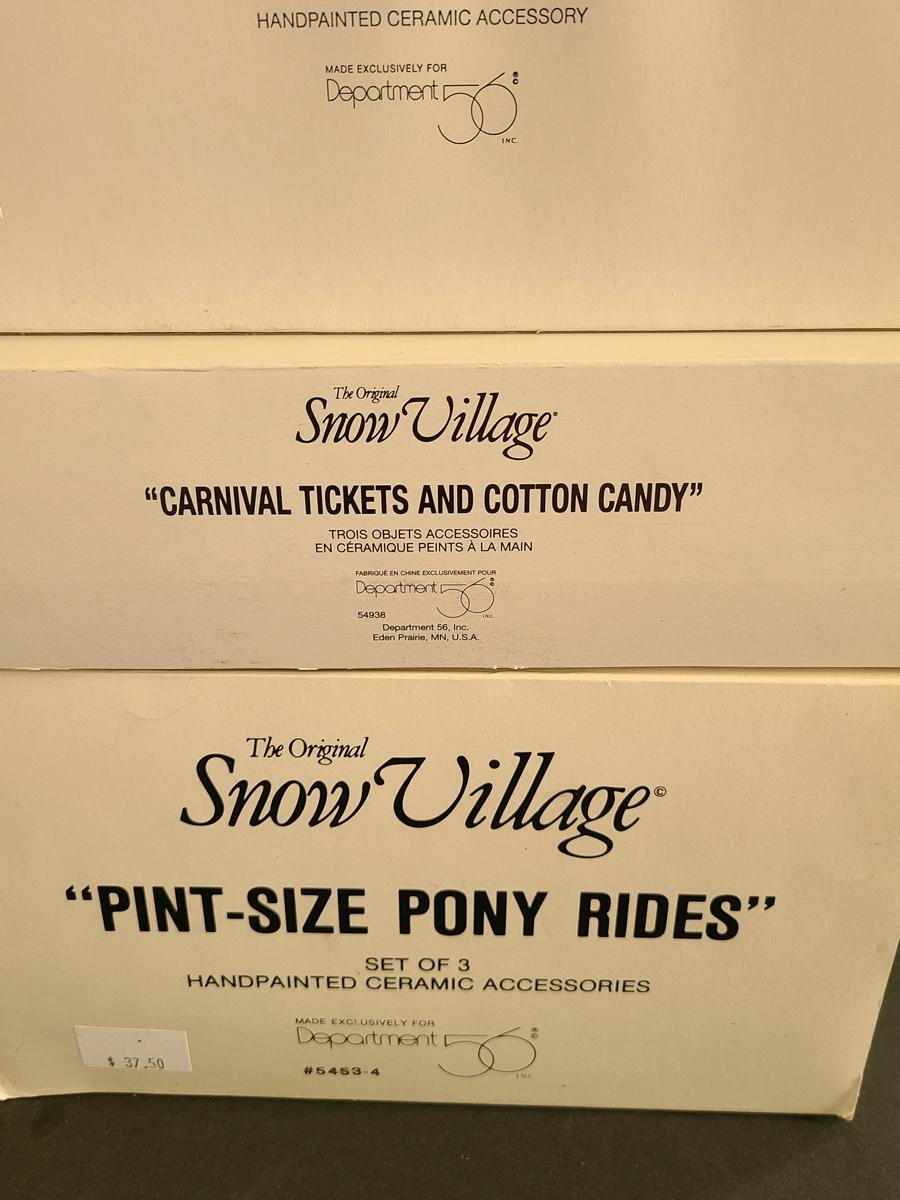 HANDPAINTED CERAMIC ACCESSORY
MADE EXCLUSIVELY FOR
Department 56 ®©
INC.
The Original
Snow Village®
“CARNIVAL TICKETS AND COTTON CANDY”
TROIS OBJETS ACCESSOIRES
EN CÉRAMIQUE PEINTS À LA MAIN
FABRIQUÉ EN CHINE EXCLUSIVEMENT POUR
Department 56 ®©
54938
INC.
Department 56, Inc.
Eden Prairie, MN, U.S.A.
The Original
Snow Village©
“PINT-SIZE PONY RIDES”
SET OF 3
HANDPAINTED CERAMIC ACCESSORIES
MADE EXCLUSIVELY FOR
Department 56 ®©
INC.
#5453-4
$ 37.50